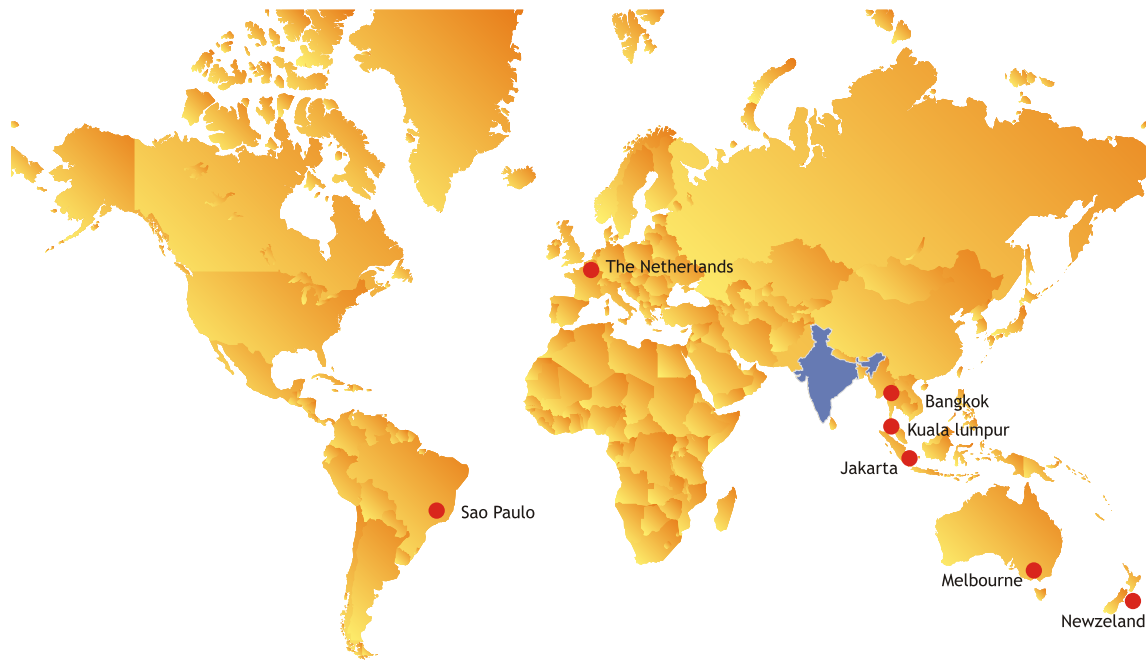 The Netherlands
Bangkok
Kuala lumpur
Jakarta
Sao Paulo
Melbourne
Newzeland